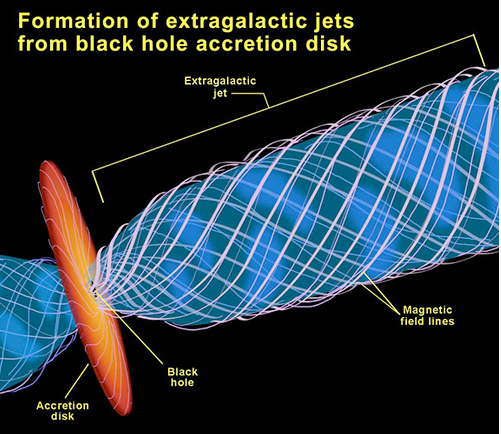 Formation of extragalactic jets
from black hole accretion disk
Extragalactic
jet
Magnetic
field lines
Black
hole
Accretion
disk